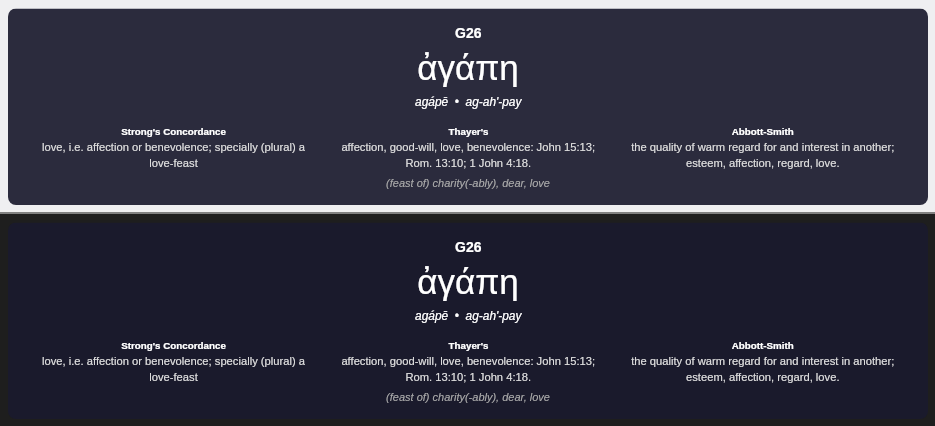 G26
ἀγάπη
agápē • ag-ah'-pay
Strong's Concordance
love, i.e. affection or benevolence; specially (plural) a
love-feast
Thayer's
affection, good-will, love, benevolence: John 15:13;
Rom. 13:10; 1 John 4:18.
Abbott-Smith
the quality of warm regard for and interest in another;
esteem, affection, regard, love.
(feast of) charity(-ably), dear, love
G26
ἀγάπη
agápē • ag-ah'-pay
Strong's Concordance
love, i.e. affection or benevolence; specially (plural) a
love-feast
Thayer's
affection, good-will, love, benevolence: John 15:13;
Rom. 13:10; 1 John 4:18.
Abbott-Smith
the quality of warm regard for and interest in another;
esteem, affection, regard, love.
(feast of) charity(-ably), dear, love